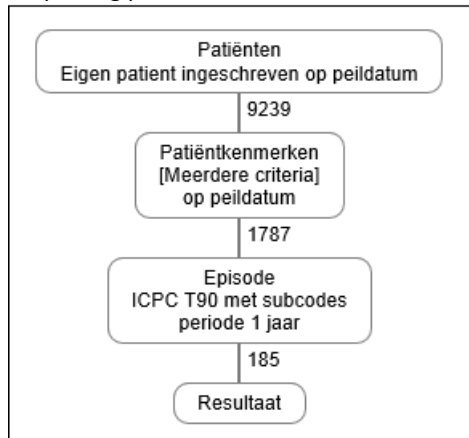 Patiënten
Eigen patient ingeschreven op peildatum
9239
Patiëntkenmerken
[Meerdere criteria]
op peildatum
1787
Episode
ICPC T90 met subcodes
periode 1 jaar
185
Resultaat